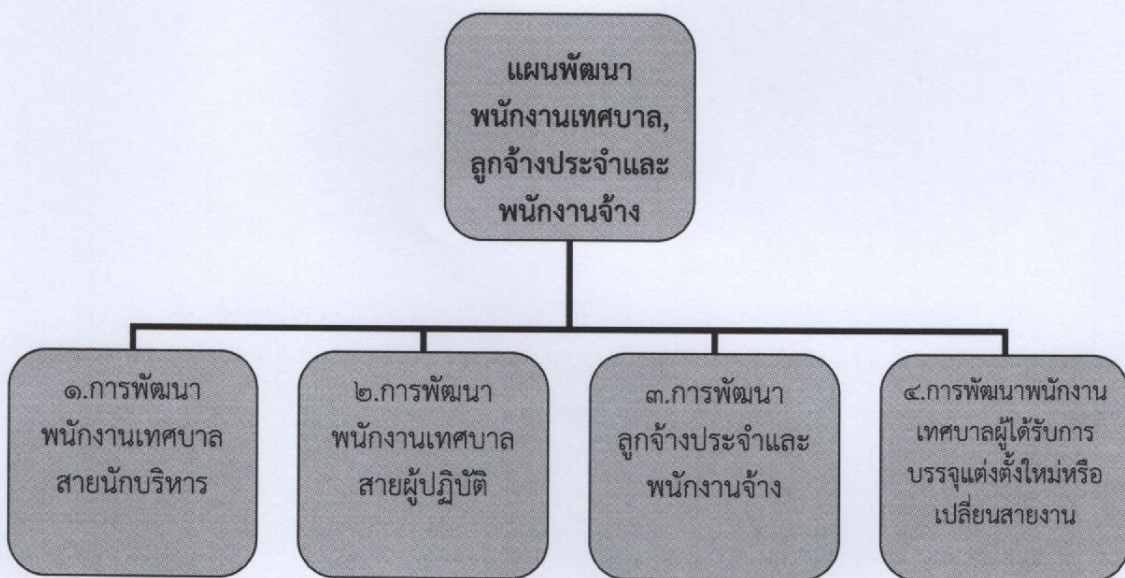 แผนพัฒนา
พนักงานเทศบาล,
ลูกจ้างประจำและ
พนักงานจ้าง
๑.การพัฒนา
พนักงานเทศบาล
สายนักบริหาร
๒.การพัฒนา
พนักงานเทศบาล
สายผู้ปฏิบัติ
๓.การพัฒนา
ลูกจ้างประจำและ
พนักงานจ้าง
๔.การพัฒนาพนักงาน
เทศบาลผู้ได้รับการ
บรรจุแต่งตั้งใหม่หรือ
เปลี่ยนสายงาน